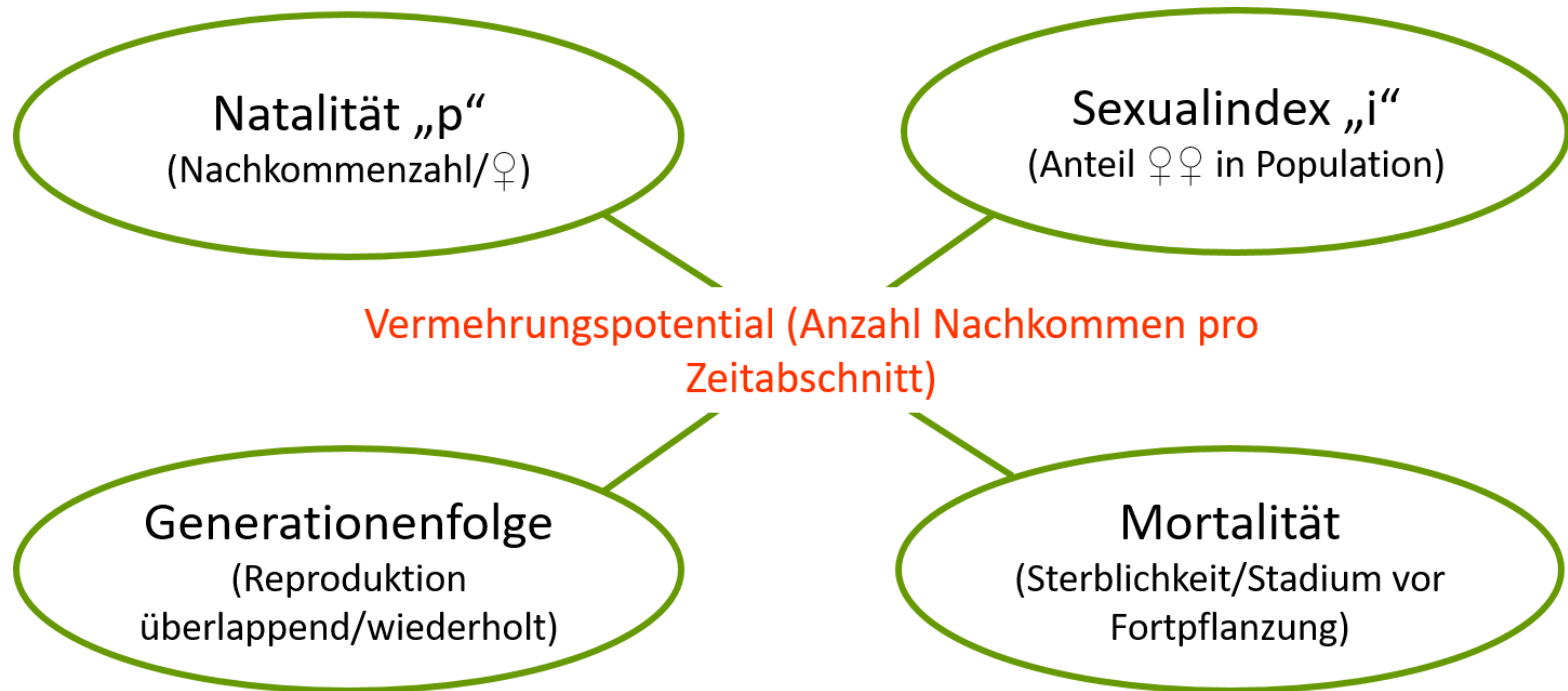 Natalität „p“
(Nachkommenzahl/♀)
Sexualindex „i“
(Anteil ♀♀ in Population)
Vermehrungspotential (Anzahl Nachkommen pro
Zeitabschnitt)
Generationenfolge
(Reproduktion
überlappend/wiederholt)
Mortalität
(Sterblichkeit/Stadium vor
Fortpflanzung)